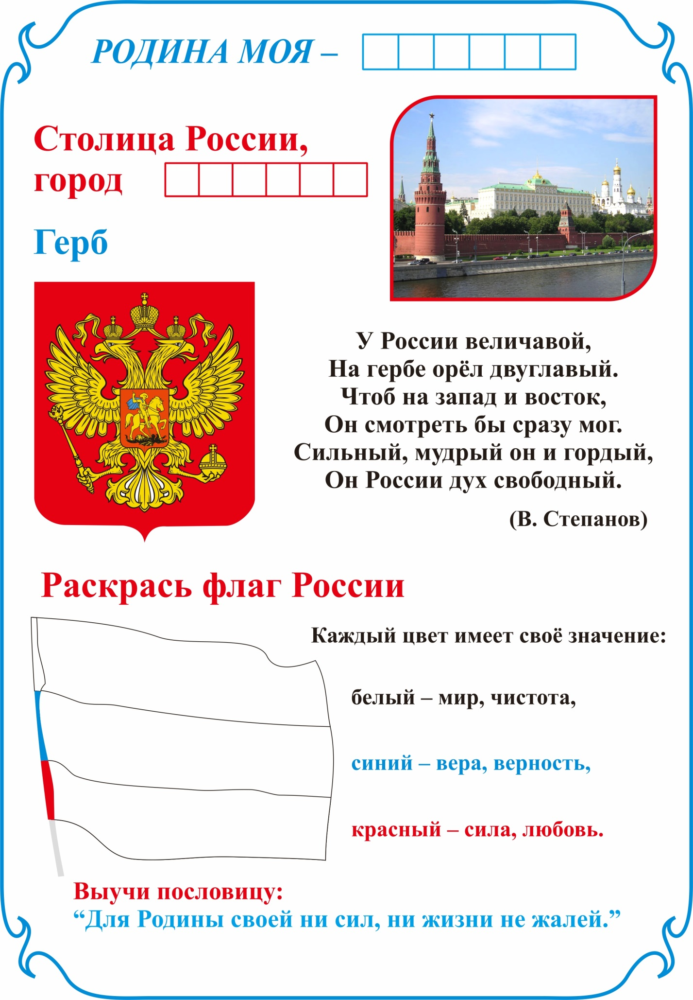 РОДИНА МОЯ –
Столица России,
город
Герб
У России величавой,
На гербе орёл двуглавый.
Чтоб на запад и восток,
Он смотреть бы сразу мог.
Сильный, мудрый он и гордый,
Он России дух свободный.
(В. Степанов)
Раскрась флаг России
Каждый цвет имеет своё значение:
белый – мир, чистота,
синий – вера, верность,
красный – сила, любовь.
Выучи пословицу:
“Для Родины своей ни сил, ни жизни не жалей.”